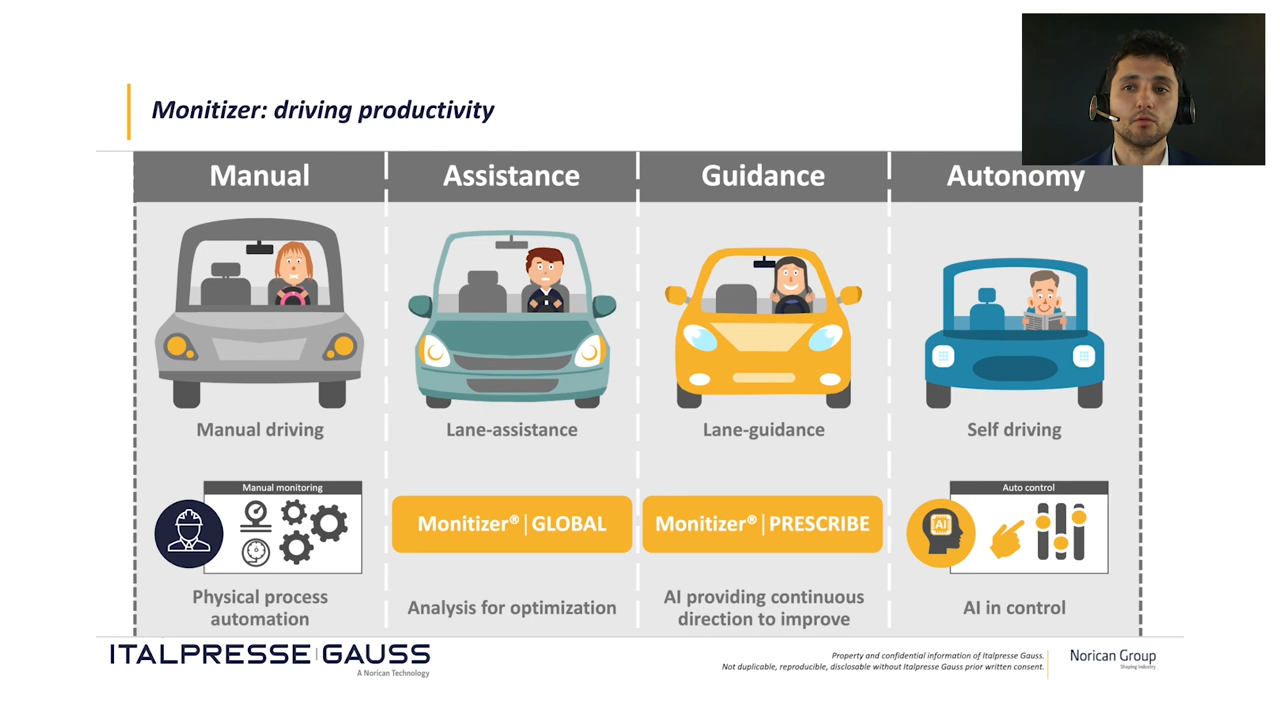 Monitizer: driving productivity
Manual
Assistance
Guidance
Autonomy
Manual driving
Lane-assistance
Lane-guidance
Self driving
Manual monitoring
Monitizer®|GLOBAL
Monitizer®|PRESCRIBE
AI
Auto control
Physical process
automation
Analysis for optimization
AI providing continuous
direction to improve
AI in control
ITALPRESSE|GAUSS
A Norican Technology
Property and confidential information of Italpresse Gauss.
Not duplicable, reproducible, disclosable without Italpresse Gauss prior written consent.
Norican Group
Shaping Industry